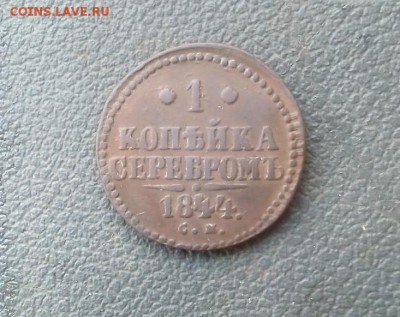 COINS.LAVE.RU
• 1 •
КОПѢЙКА
СЕРЕБРОМЪ
1844.
С. М.